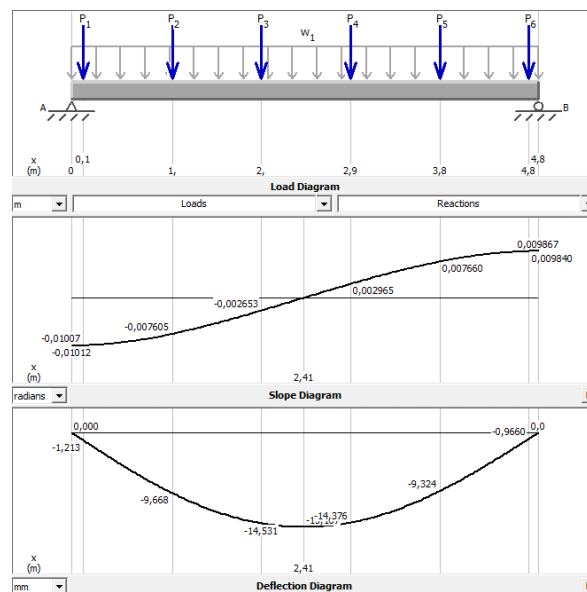 P1 P2 P3 P4 P5 P6
w1
A B
x 0,1 4,8
(m) 0 1, 2, 2,9 3,8 4,8
Load Diagram
m Loads Reactions
0,009867
0,007660 0,009840
0,002965
-0,002653
-0,007605
-0,01007
-0,01012
x
(m) 2,41
radians Slope Diagram
0,000 -0,9660 0,0
-1,213
-9,324
-9,668
-14,376
-14,531
x
(m) 2,41
mm Deflection Diagram